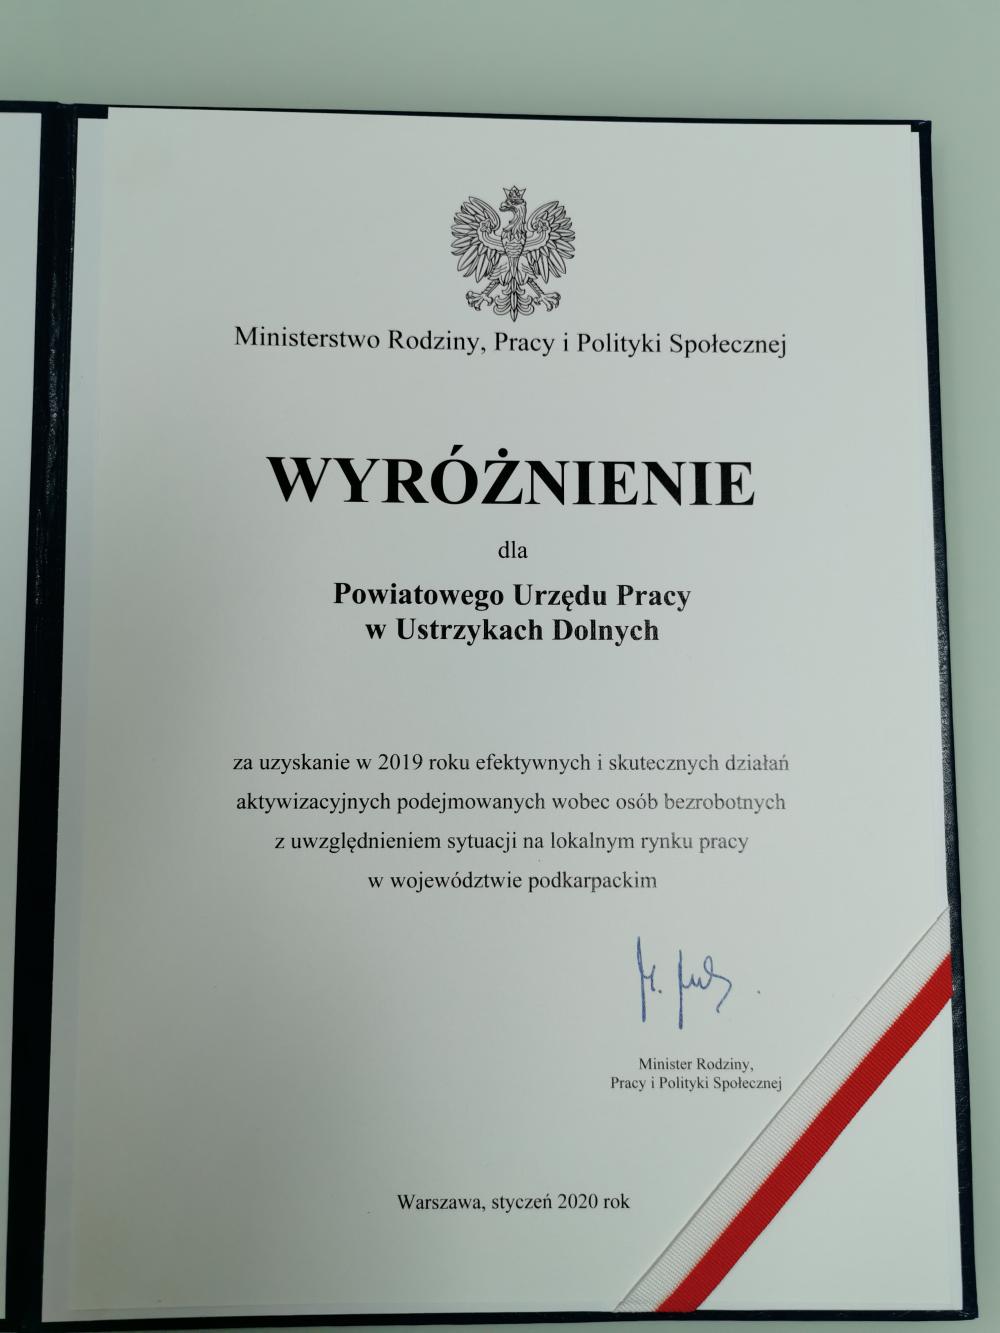 Ministerstwo Rodziny, Pracy i Polityki Społecznej
WYRÓŻNIENIE
dla
Powiatowego Urzędu Pracy
w Ustrzykach Dolnych
za uzyskanie w 2019 roku efektywnych i skutecznych działań
aktywizacyjnych podejmowanych wobec osób bezrobotnych
z uwzględnieniem sytuacji na lokalnym rynku pracy
w województwie podkarpackim
Minister Rodziny,
Pracy i Polityki Społecznej
Warszawa, styczeń 2020 rok